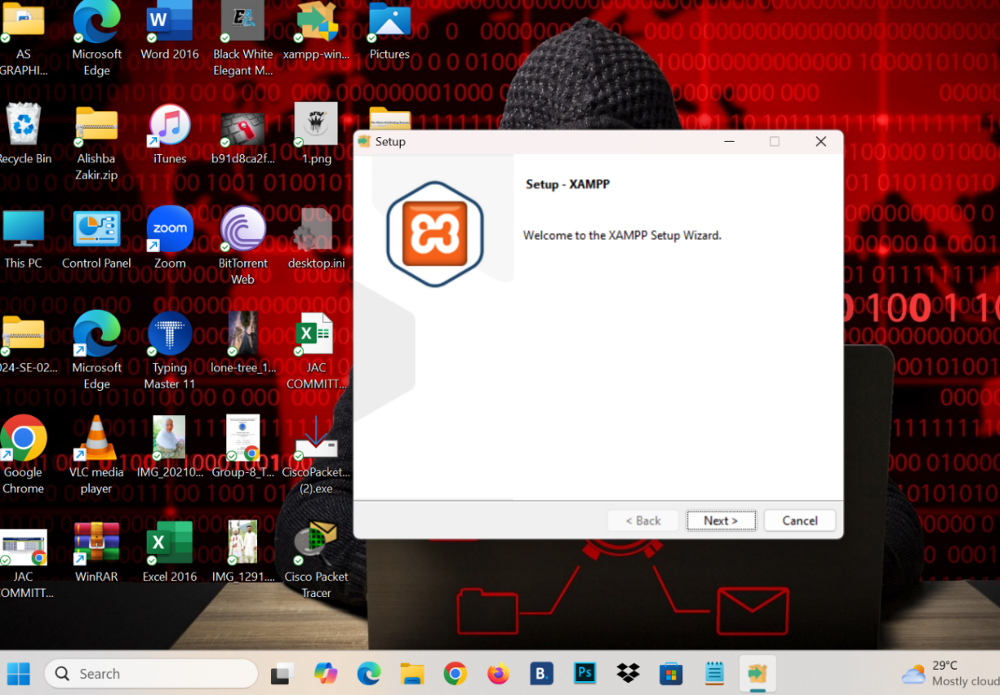 AS
GRAPHI...
Microsoft
Edge
Word 2016
Black White
Elegant M...
xampp-win...
Pictures
Recycle Bin
Alishba
Zakir.zip
iTunes
b91d8ca2f...
1.png
This PC
Control Panel
zoom
Zoom
BitTorrent
Web
desktop.ini
024-SE-02...
Microsoft
Edge
Typing
Master 11
lone-tree_1...
JAC
COMMITT...
Google
Chrome
VLC media
player
IMG_20210...
Group-8_T...
CiscoPacket...
(2).exe
JAC
COMMITT...
WinRAR
Excel 2016
IMG_1291....
Cisco Packet
Tracer
Setup
Setup - XAMPP
Welcome to the XAMPP Setup Wizard.
< Back
Next >
Cancel
Search
B.
Ps
29°C
Mostly cloud